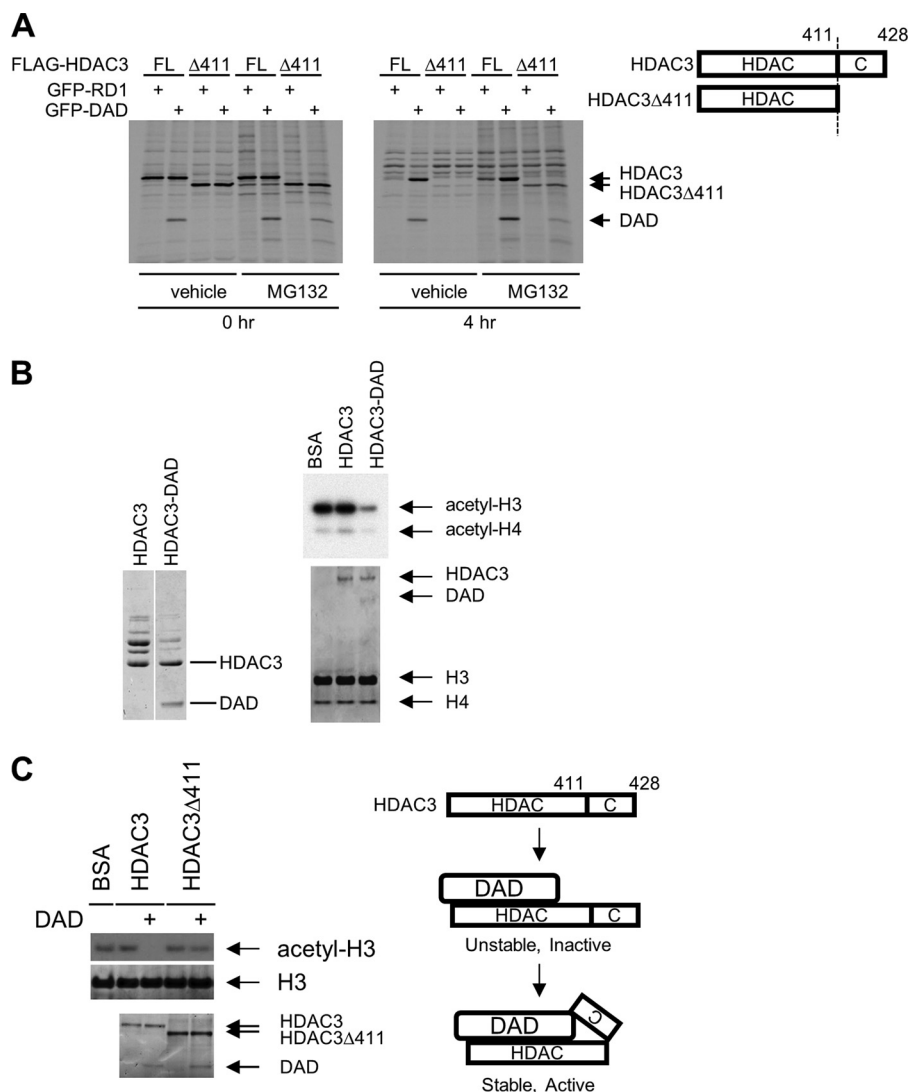 A
FLAG-HDAC3
FL Δ411 FL Δ411
GFP-RD1 + + + +
GFP-DAD + + + +
vehicle MG132
0 hr
FL Δ411 FL Δ411
+ + + +
+ + + +
vehicle MG132
4 hr
HDAC3
HDAC3Δ411
DAD
411 428
HDAC3 HDAC C
HDAC3Δ411 HDAC
B
HDAC3
HDAC3-DAD
HDAC3
DAD
BSA
HDAC3
HDAC3-DAD
acetyl-H3
acetyl-H4
HDAC3
DAD
H3
H4
C
BSA
HDAC3
HDAC3Δ411
DAD + +
acetyl-H3
H3
HDAC3
HDAC3Δ411
DAD
411 428
HDAC3 HDAC C
DAD
HDAC C
Unstable, Inactive
DAD C
HDAC
Stable, Active